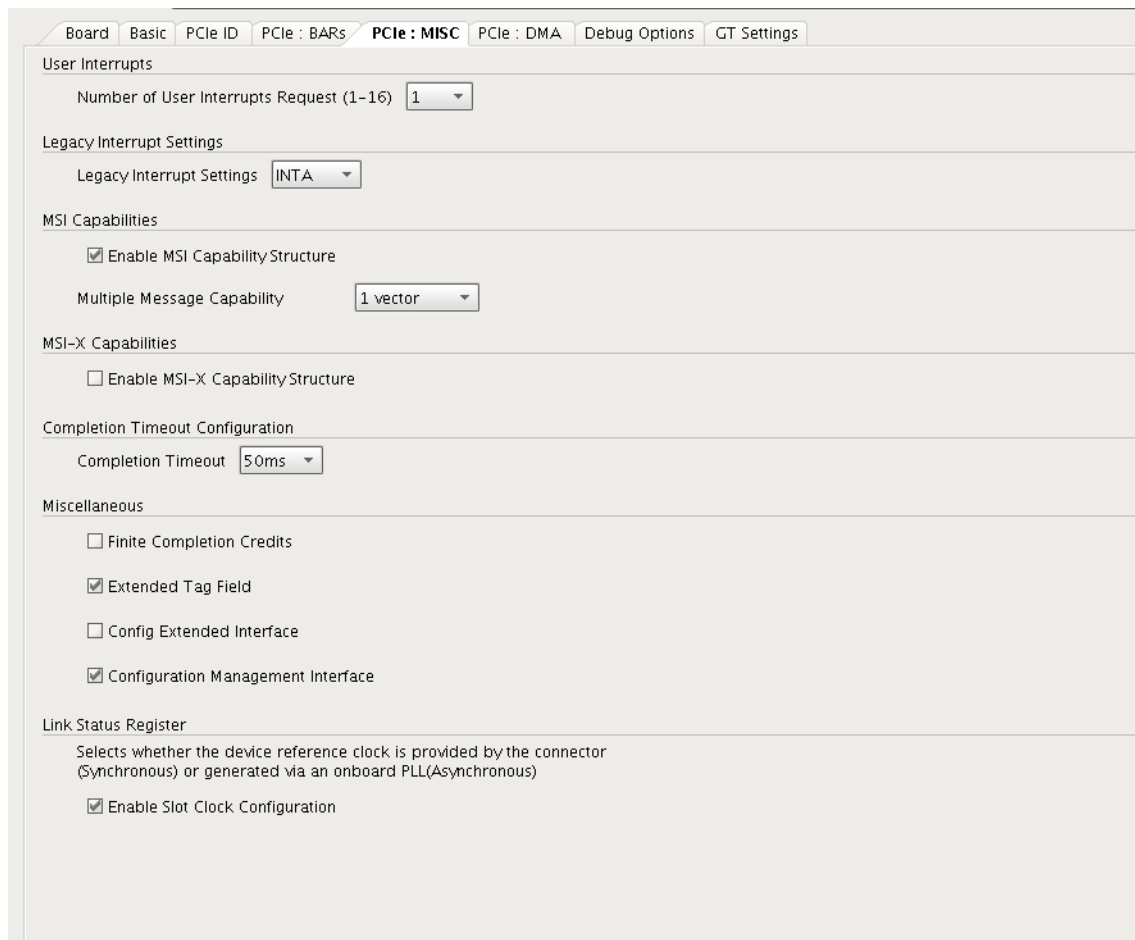 Board Basic PCIe ID PCIe : BARs PCIe : MISC PCIe : DMA Debug Options GT Settings
User Interrupts
Number of User Interrupts Request (1-16) 1
Legacy Interrupt Settings
Legacy Interrupt Settings INTA
MSI Capabilities
Enable MSI Capability Structure
Multiple Message Capability 1 vector
MSI-X Capabilities
Enable MSI-X Capability Structure
Completion Timeout Configuration
Completion Timeout 50ms
Miscellaneous
Finite Completion Credits
Extended Tag Field
Config Extended Interface
Configuration Management Interface
Link Status Register
Selects whether the device reference clock is provided by the connector
(Synchronous) or generated via an onboard PLL(Asynchronous)
Enable Slot Clock Configuration